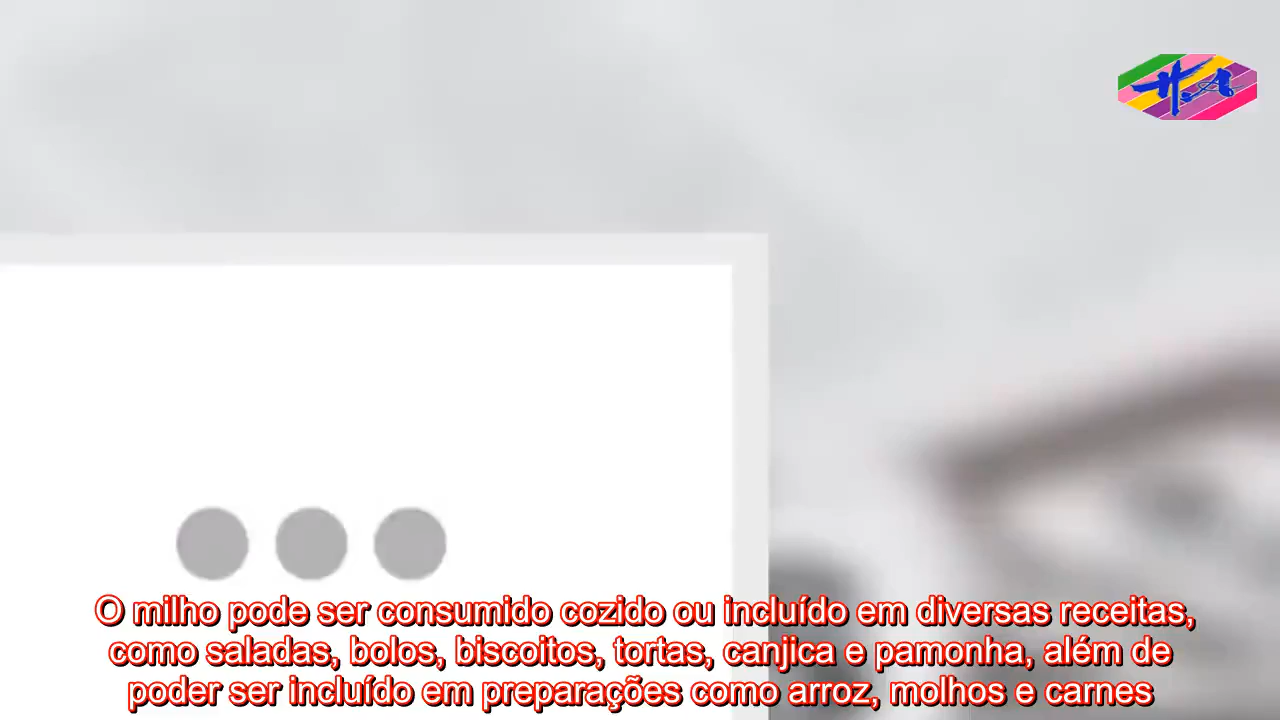 H.A
O milho pode ser consumido cozido ou incluído em diversas receitas,
como saladas, bolos, biscoitos, tortas, canjica e pamonha, além de
poder ser incluído em preparações como arroz, molhos e carnes